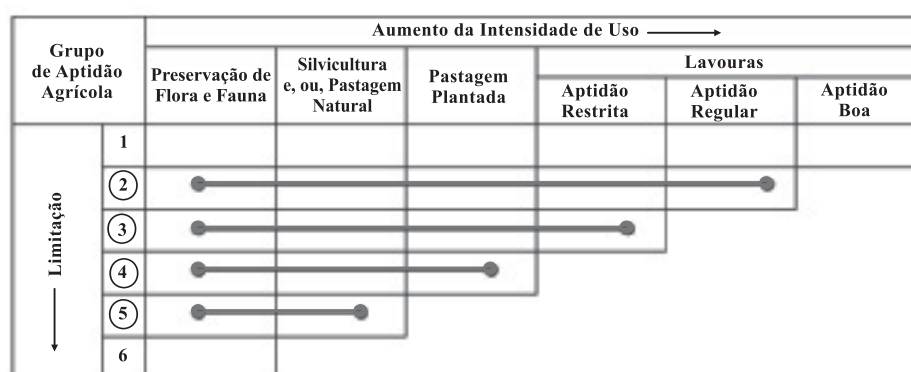 Grupo
de Aptidão
Agrícola
Aumento da Intensidade de Uso
Preservação de
Flora e Fauna
Silvicultura
e, ou, Pastagem
Natural
Pastagem
Plantada
Lavouras
Aptidão
Restrita
Aptidão
Regular
Aptidão
Boa
Limitação
1
2
3
4
5
6